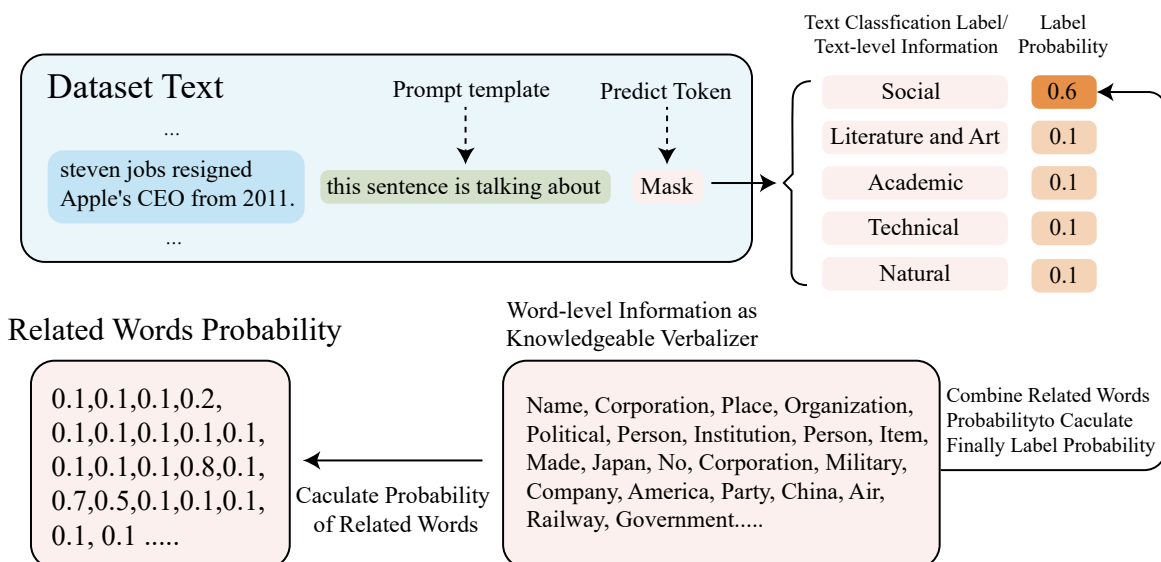 Text Classfication Label/
Text-level Information
Label
Probability
Dataset Text
Prompt template
Predict Token
...
steven jobs resigned
Apple's CEO from 2011.
this sentence is talking about
Mask
...
Social
0.6
Literature and Art
0.1
Academic
0.1
Technical
0.1
Natural
0.1
Related Words Probability
Word-level Information as
Knowledgeable Verbalizer
0.1,0.1,0.1,0.2,
0.1,0.1,0.1,0.1,0.1,
0.1,0.1,0.1,0.8,0.1,
0.7,0.5,0.1,0.1,0.1,
0.1, 0.1 .....
Caculate Probability
of Related Words
Name, Corporation, Place, Organization,
Political, Person, Institution, Person, Item,
Made, Japan, No, Corporation, Military,
Company, America, Party, China, Air,
Railway, Government.....
Combine Related Words
Probabilityto Caculate
Finally Label Probability